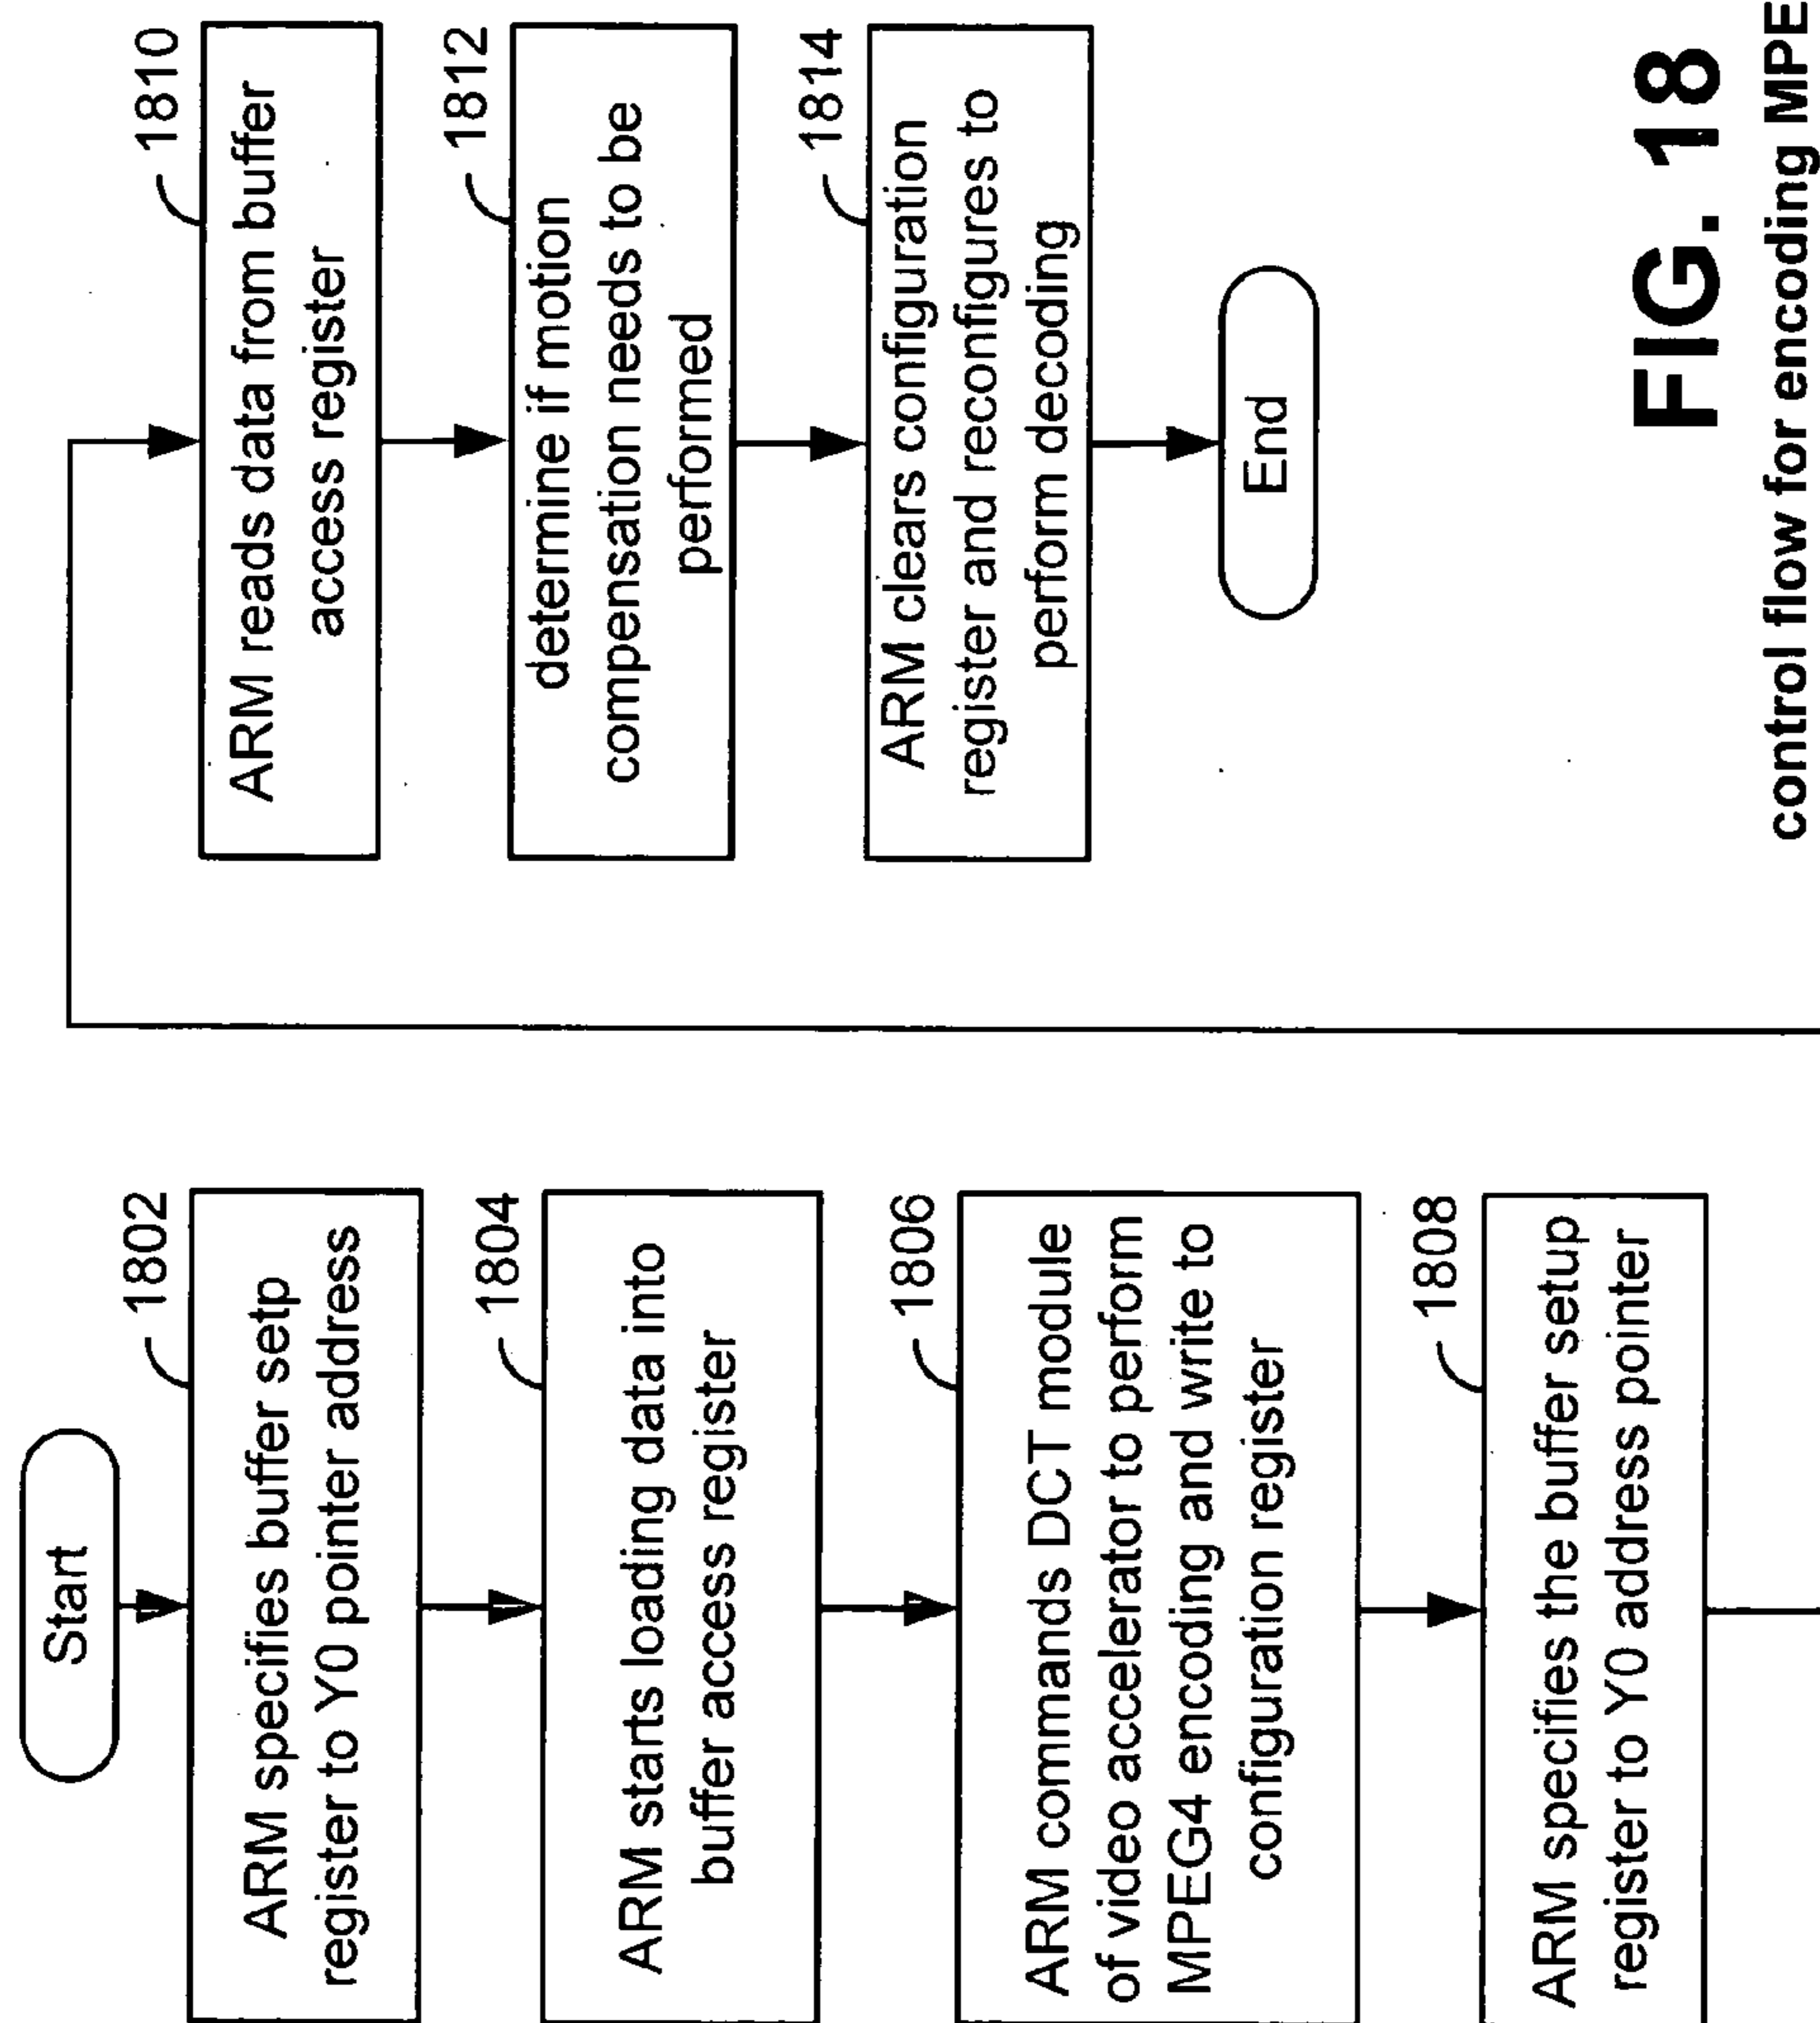 Start
1802
ARM specifies buffer setp
register to Y0 pointer address
1804
ARM starts loading data into
buffer access register
1806
ARM commands DCT module
of video accelerator to perform
MPEG4 encoding and write to
configuration register
1808
ARM specifies the buffer setup
register to Y0 address pointer
1810
ARM reads data from buffer
access register
1812
determine if motion
compensation needs to be
performed
1814
ARM clears configuration
register and reconfigures to
perform decoding
End
FIG. 18
control flow for encoding MPE